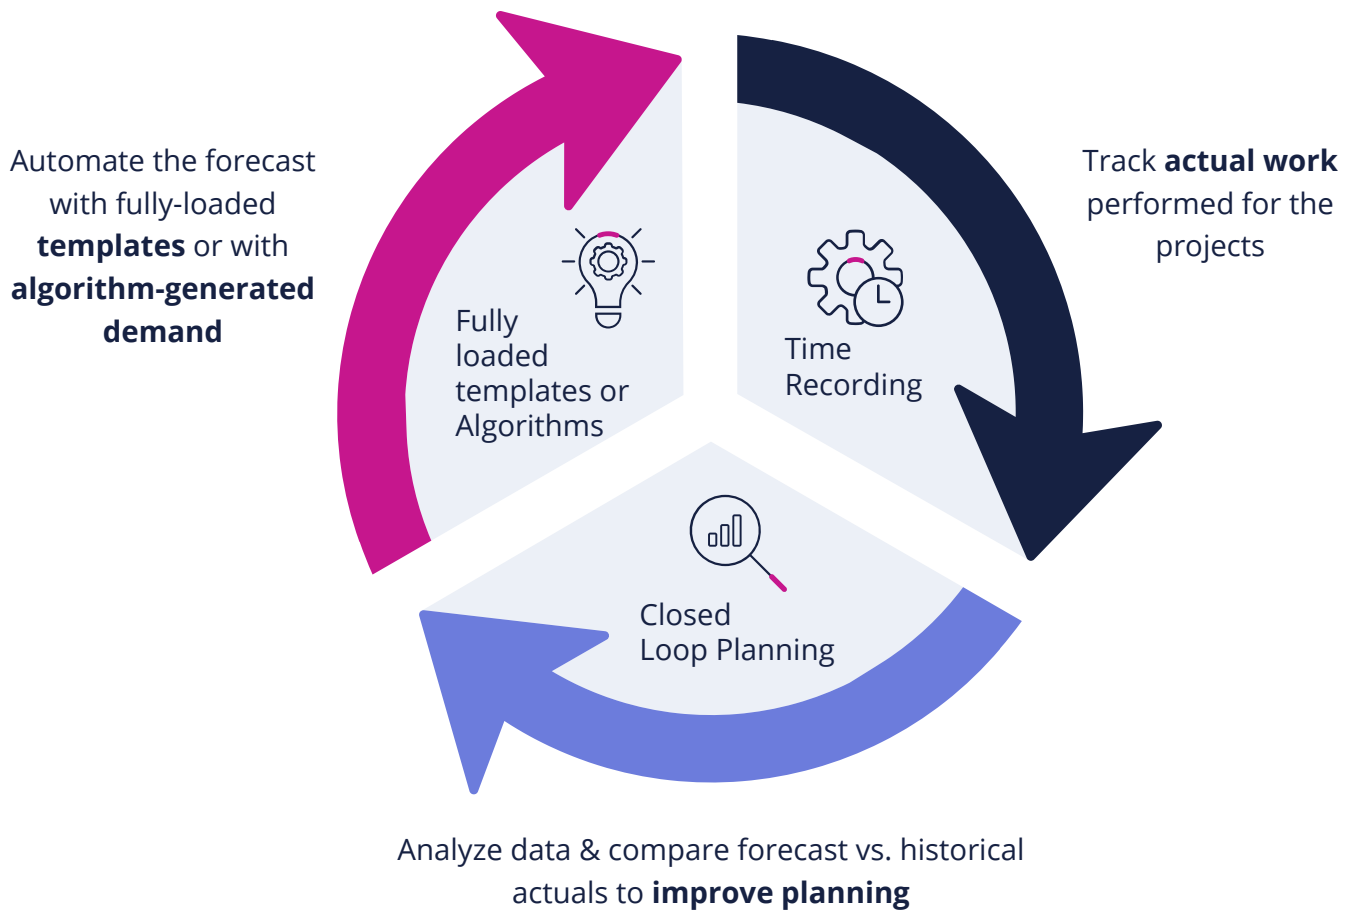 Automate the forecast
with fully-loaded
templates or with
algorithm-generated
demand
Fully
loaded
templates or
Algorithms
Time
Recording
Track actual work
performed for the
projects
Closed
Loop Planning
Analyze data & compare forecast vs. historical
actuals to improve planning